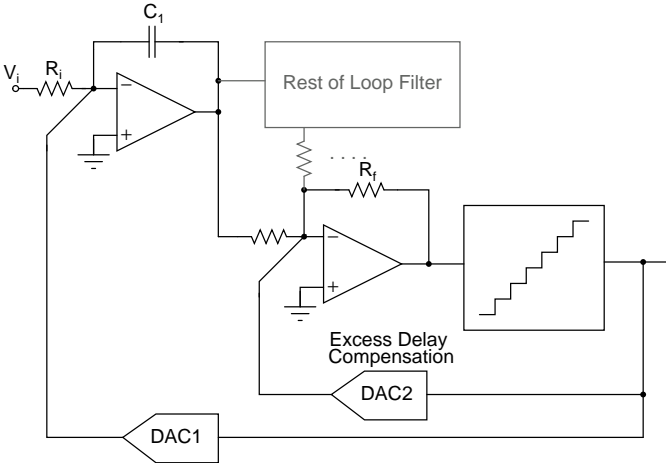 C1
Vi
Ri
−
+
Rest of Loop Filter
. . . .
Rf
−
+
Excess Delay
Compensation
DAC2
DAC1